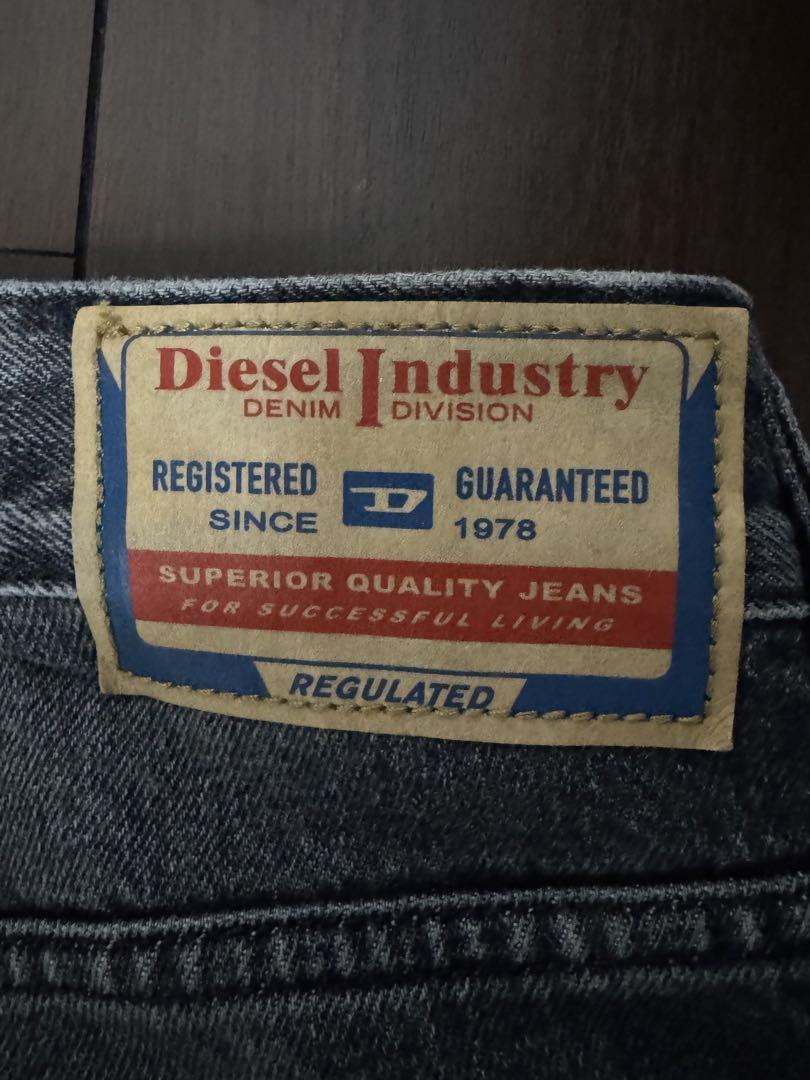 Diesel Industry
DENIM DIVISION
REGISTERED D GUARANTEED
SINCE 1978
SUPERIOR QUALITY JEANS
FOR SUCCESSFUL LIVING
REGULATED